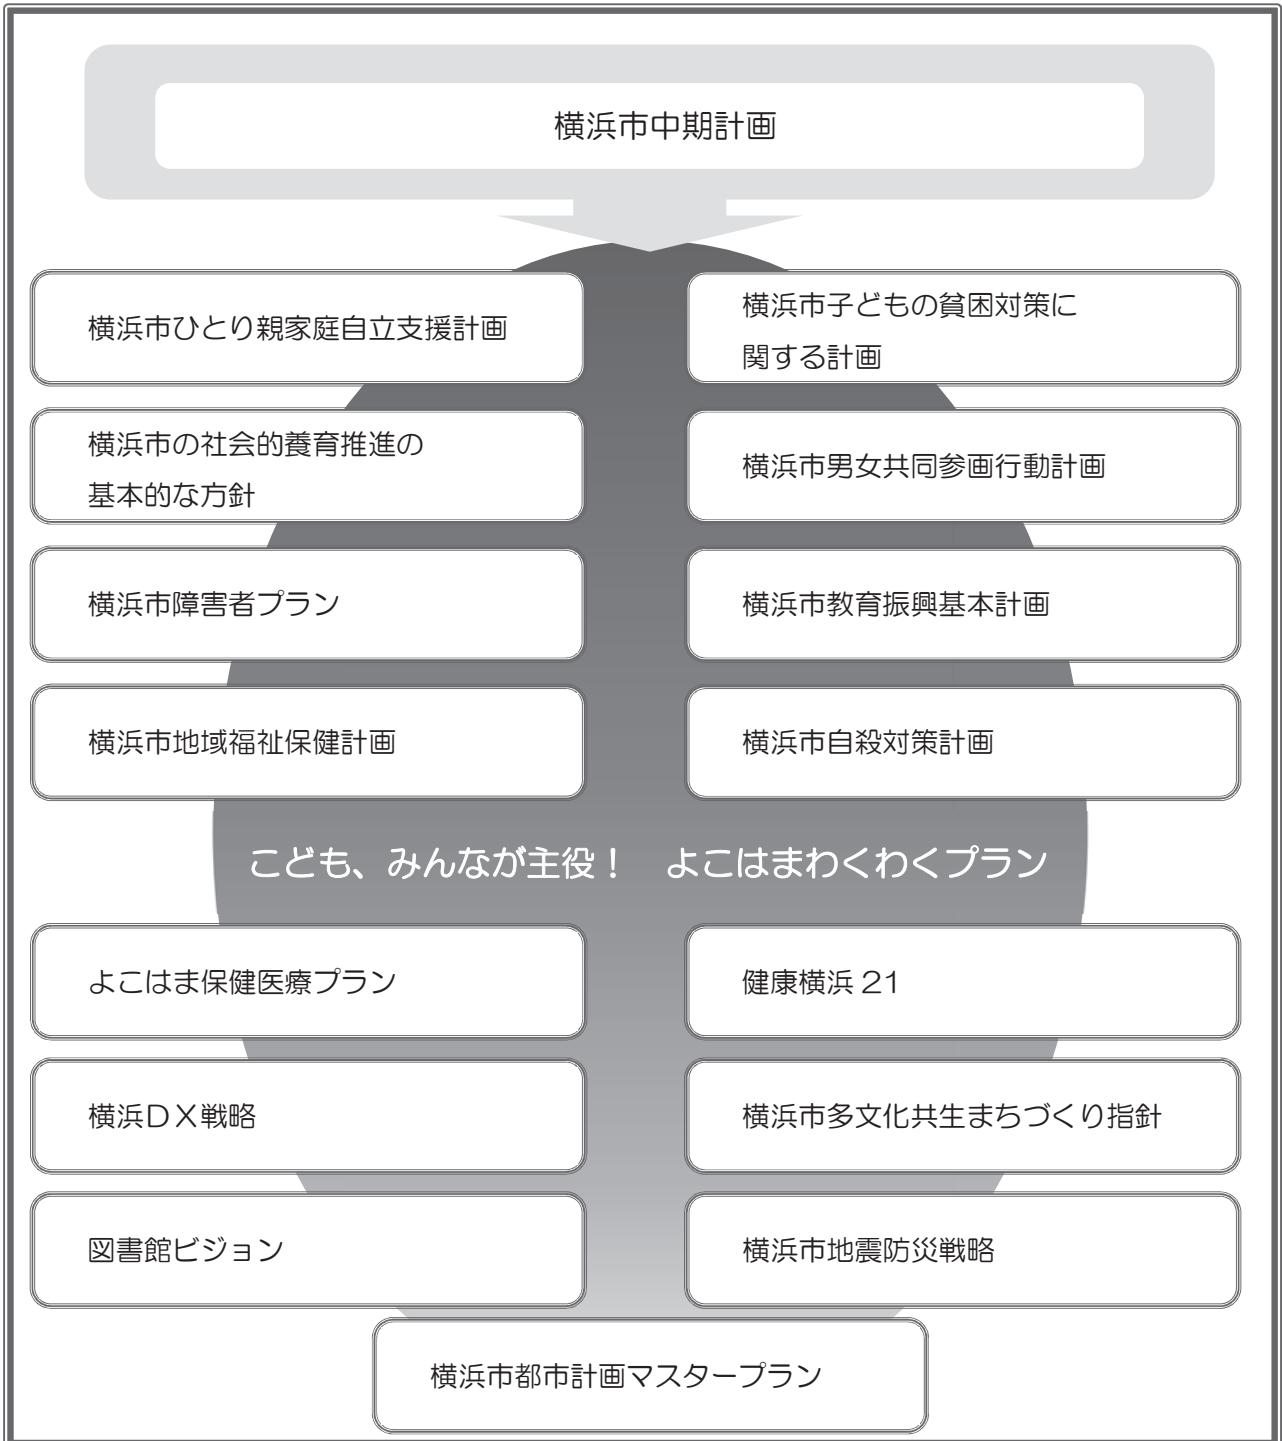 横浜市中期計画
横浜市ひとり親家庭自立支援計画
横浜市子どもの貧困対策に
関する計画
横浜市の社会的養育推進の
基本的な方針
横浜市男女共同参画行動計画
横浜市障害者プラン
横浜市教育振興基本計画
横浜市地域福祉保健計画
横浜市自殺対策計画
こども、みんなが主役！　よこはまわくわくプラン
よこはま保健医療プラン
健康横浜 21
横浜ＤＸ戦略
横浜市多文化共生まちづくり指針
図書館ビジョン
横浜市地震防災戦略
横浜市都市計画マスタープラン